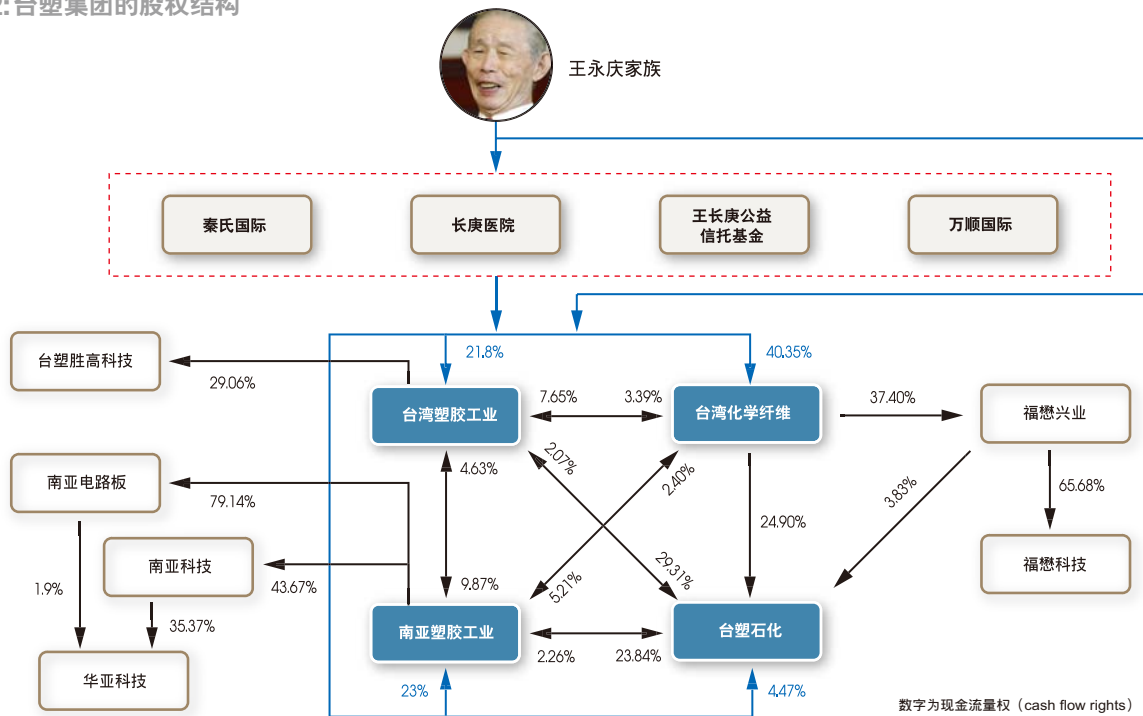 :台塑集团的股权结构
王永庆家族
秦氏国际
长庚医院
王长庚公益
信托基金
万顺国际
21.8%
40.35%
台塑胜高科技
29.06%
台湾塑胶工业
7.65%
3.39%
台湾化学纤维
37.40%
福懋兴业
4.63%
2.07%
2.40%
南亚电路板
79.14%
3.83%
65.68%
24.90%
南亚科技
43.67%
福懋科技
1.9%
35.37%
9.87%
5.21%
29.31%
南亚塑胶工业
2.26%
23.84%
台塑石化
华亚科技
23%
4.47%
数字为现金流量权（cash flow rights）